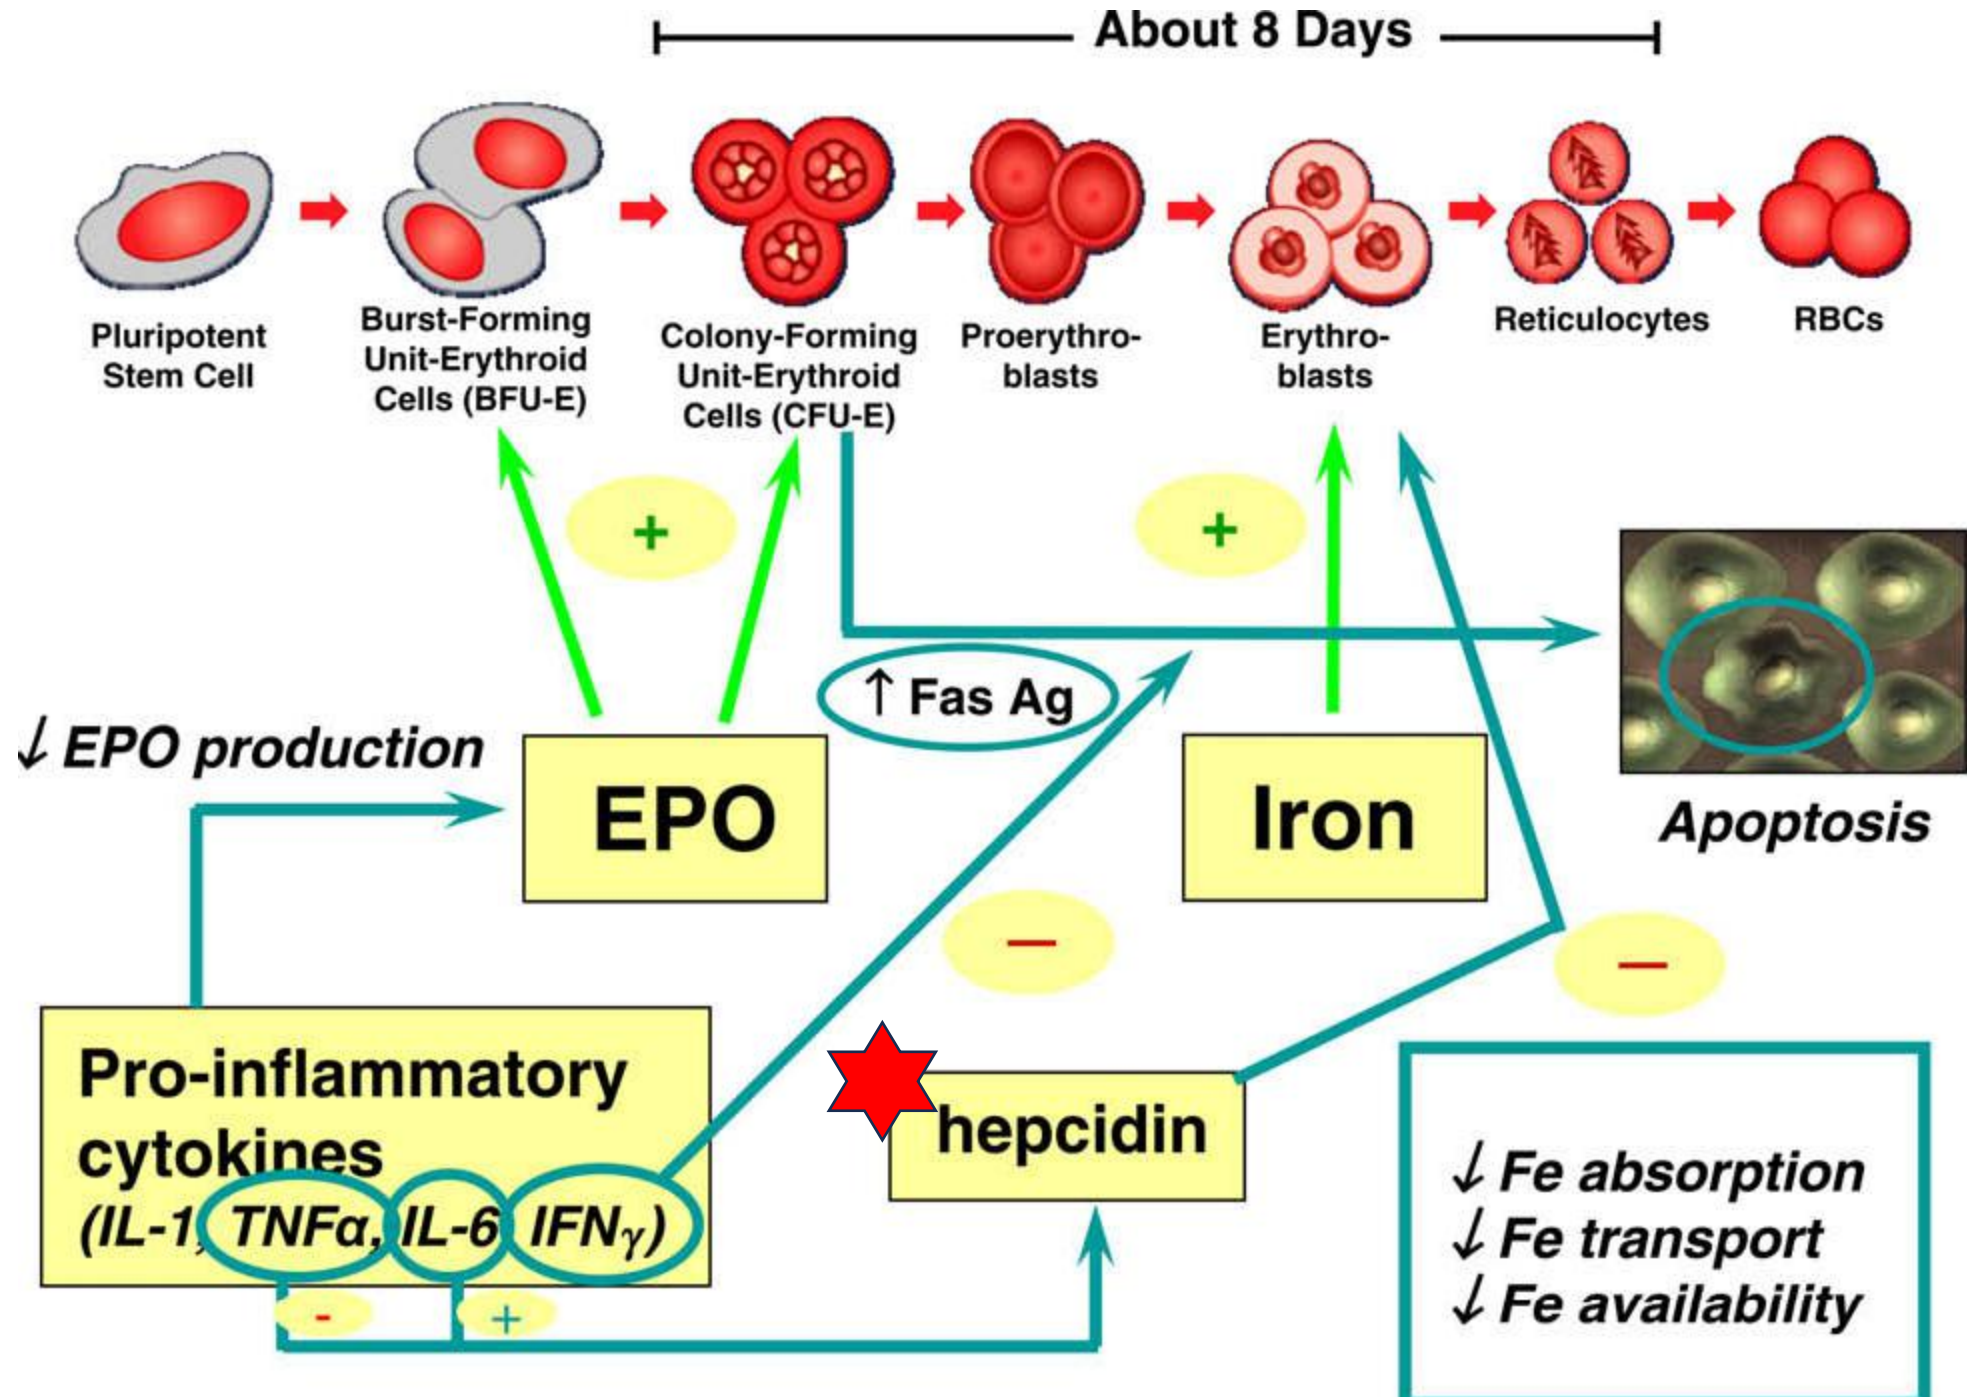 About 8 Days
Pluripotent
Stem Cell
Burst-Forming
Unit-Erythroid
Cells (BFU-E)
Colony-Forming
Unit-Erythroid
Cells (CFU-E)
Proerythro-
blasts
Erythro-
blasts
Reticulocytes
RBCs
+
+
↑ Fas Ag
↓ EPO production
EPO
Iron
Apoptosis
—
—
Pro-inflammatory
cytokines
(IL-1, TNFα, IL-6 IFNγ)
- +
hepcidin
↓ Fe absorption
↓ Fe transport
↓ Fe availability